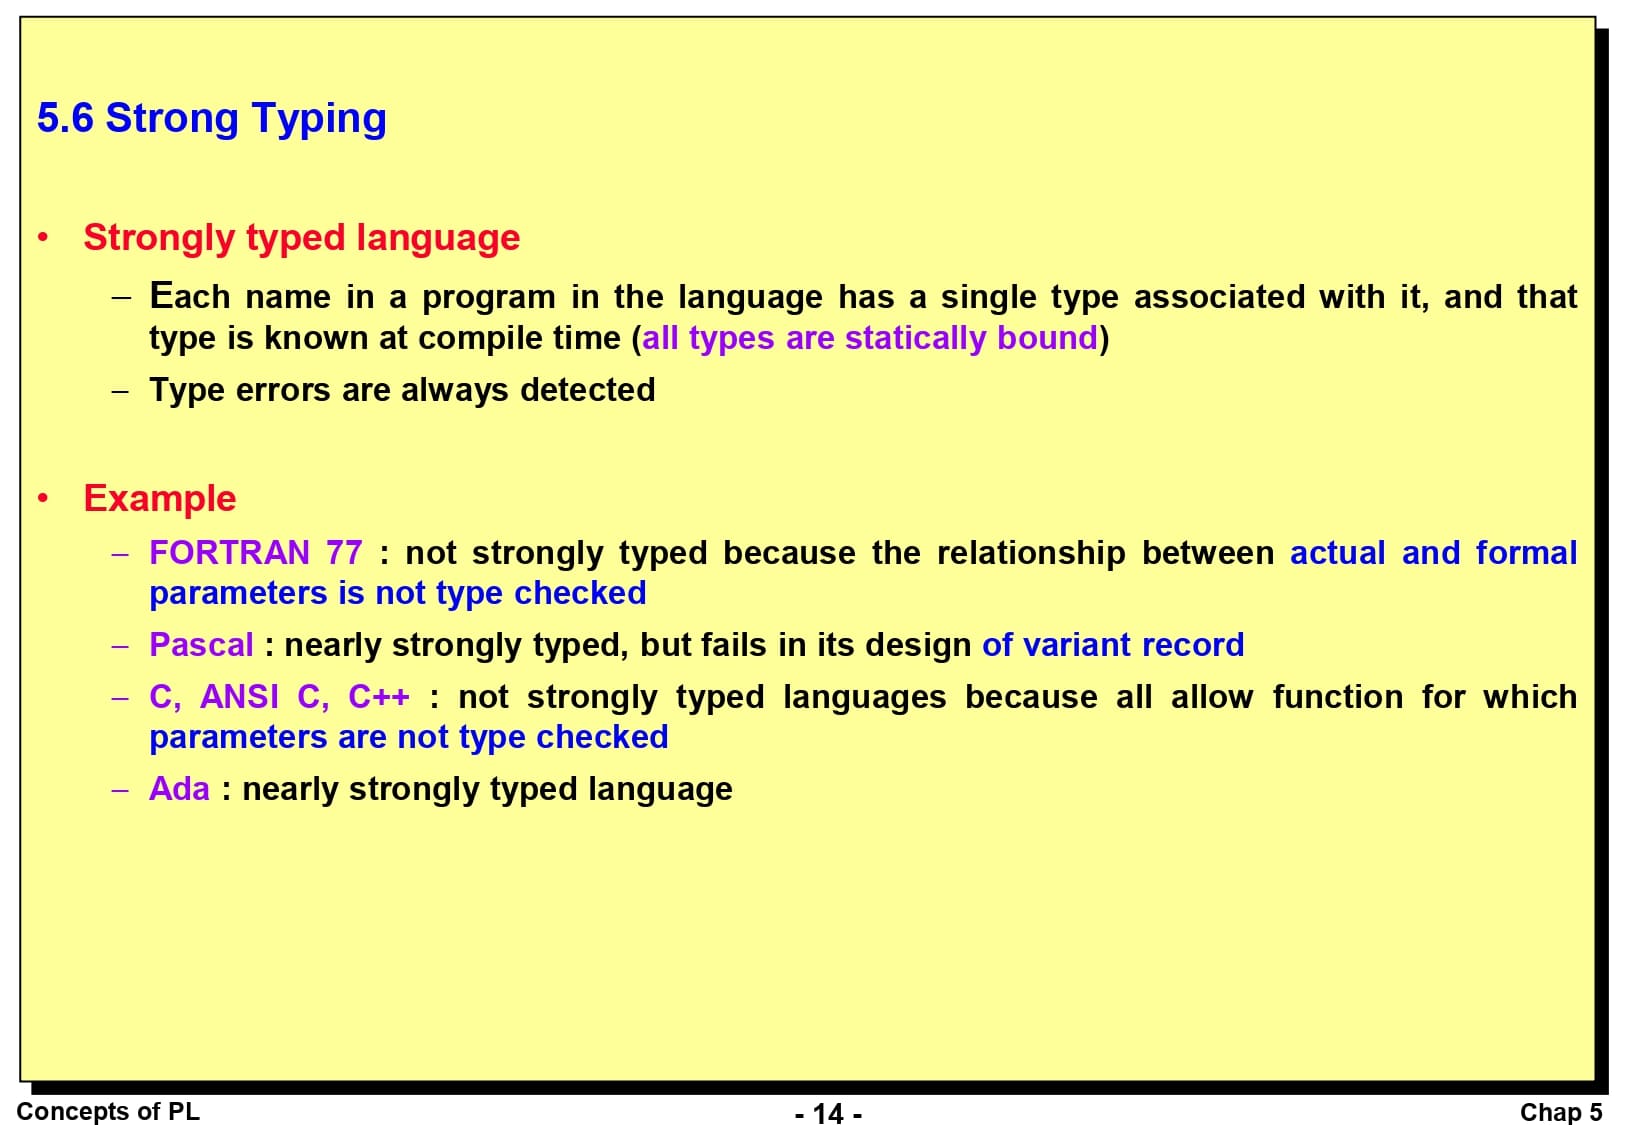 5.6 Strong Typing
• Strongly typed language
– Each name in a program in the language has a single type associated with it, and that
type is known at compile time (all types are statically bound)
– Type errors are always detected
• Example
– FORTRAN 77 : not strongly typed because the relationship between actual and formal
parameters is not type checked
– Pascal : nearly strongly typed, but fails in its design of variant record
– C, ANSI C, C++ : not strongly typed languages because all allow function for which
parameters are not type checked
– Ada : nearly strongly typed language
Concepts of PL - 14 - Chap 5